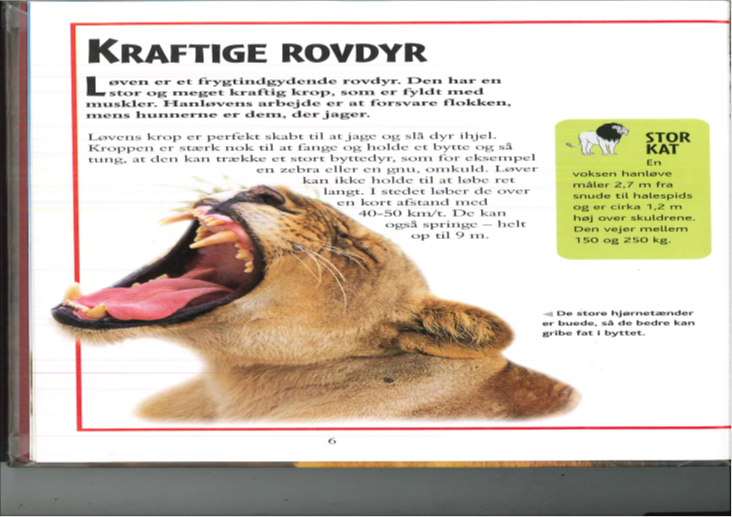 KRAFTIGE ROVDYR
Løven er et frygtindgydende rovdyr. Den har en
stor og meget kraftig krop, som er fyldt med
muskler. Hanløvens arbejde er at forsvare flokken,
mens hunnerne er dem, der jager.
Løvens krop er perfekt skabt til at jage og slå dyr ihjel.
Kroppen er stærk nok til at fange og holde et bytte og så
tung, at den kan trække et stort byttedyr, som for eksempel
en zebra eller en gnu, omkuld. Løver
kan ikke holde til at løbe ret
langt. I stedet løber de over
en kort afstand med
40-50 km/t. De kan
også springe – helt
op til 9 m.
STOR
KAT
En
voksen hanløve
måler 2,7 m fra
snude til halespids
og er cirka 1,2 m
høj over skuldrene.
Den vejer mellem
150 og 250 kg.
De store hjørnetænder
er buede, så de bedre kan
gribe fat i byttet.
6